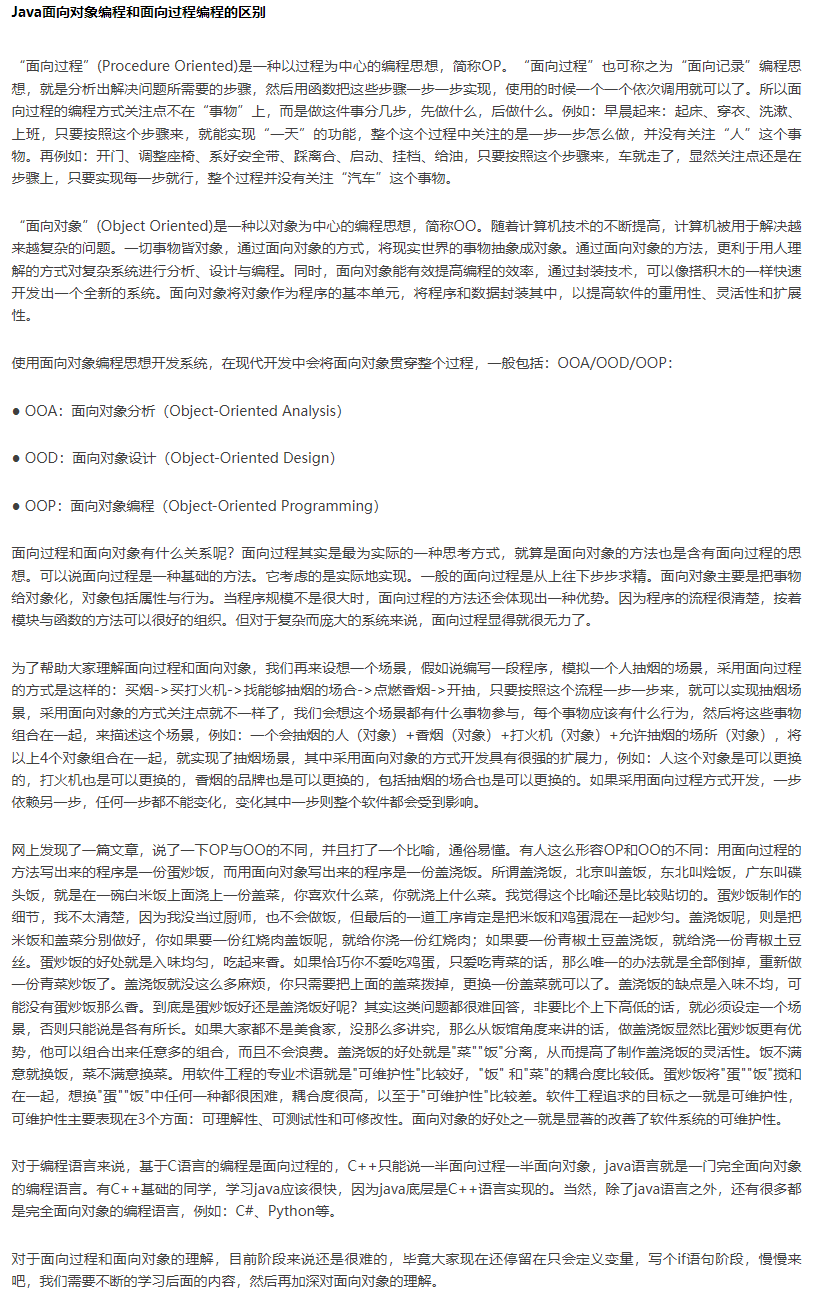 Java面向对象编程和面向过程编程的区别
“面向过程”(Procedure Oriented)是一种以过程为中心的编程思想，简称OP。“面向过程”也可称之为“面向记录”编程思
想，就是分析出解决问题所需要的步骤，然后用函数把这些步骤一步一步实现，使用的时候一个一个依次调用就可以了。所以面
向过程的编程方式关注点不在“事物”上，而是做这件事分几步，先做什么，后做什么。例如：早晨起来：起床、穿衣、洗漱、
上班，只要按照这个步骤来，就能实现“一天”的功能，整个这个过程中关注的是一步一步怎么做，并没有关注“人”这个事
物。再例如：开门、调整座椅、系好安全带、踩离合、启动、挂档、给油，只要按照这个步骤来，车就走了，显然关注点还是在
步骤上，只要实现每一步就行，整个过程并没有关注“汽车”这个事物。
“面向对象”(Object Oriented)是一种以对象为中心的编程思想，简称OO。随着计算机技术的不断提高，计算机被用于解决越
来越复杂的问题。一切事物皆对象，通过面向对象的方式，将现实世界的事物抽象成对象。通过面向对象的方法，更利于用人理
解的方式对复杂系统进行分析、设计与编程。同时，面向对象能有效提高编程的效率，通过封装技术，可以像搭积木的一样快速
开发出一个全新的系统。面向对象将对象作为程序的基本单元，将程序和数据封装其中，以提高软件的重用性、灵活性和扩展
性。
使用面向对象编程思想开发系统，在现代开发中会将面向对象贯穿整个过程，一般包括：OOA/OOD/OOP：
● OOA：面向对象分析（Object-Oriented Analysis）
● OOD：面向对象设计（Object-Oriented Design）
● OOP：面向对象编程（Object-Oriented Programming）
面向过程和面向对象有什么关系呢？面向过程其实是最为实际的一种思考方式，就算是面向对象的方法也是含有面向过程的思
想。可以说面向过程是一种基础的方法。它考虑的是实际地实现。一般的面向过程是从上往下步步求精。面向对象主要是把事物
给对象化，对象包括属性与行为。当程序规模不是很大时，面向过程的方法还会体现出一种优势。因为程序的流程很清楚，按着
模块与函数的方法可以很好的组织。但对于复杂而庞大的系统来说，面向过程显得就很无力了。
为了帮助大家理解面向过程和面向对象，我们再来设想一个场景，假如说编写一段程序，模拟一个人抽烟的场景，采用面向过程
的方式是这样的：买烟->买打火机->找能够抽烟的场合->点燃香烟->开抽，只要按照这个流程一步一步来，就可以实现抽烟场
景，采用面向对象的方式关注点就不一样了，我们会想这个场景都有什么事物参与，每个事物应该有什么行为，然后将这些事物
组合在一起，来描述这个场景，例如：一个会抽烟的人（对象）+香烟（对象）+打火机（对象）+允许抽烟的场所（对象），将
以上4个对象组合在一起，就实现了抽烟场景，其中采用面向对象的方式开发具有很强的扩展力，例如：人这个对象是可以更换
的，打火机也是可以更换的，香烟的品牌也是可以更换的，包括抽烟的场合也是可以更换的。如果采用面向过程方式开发，一步
依赖另一步，任何一步都不能变化，变化其中一步则整个软件都会受到影响。
网上发现了一篇文章，说了一下OP与OO的不同，并且打了一个比喻，通俗易懂。有人这么形容OP和OO的不同：用面向过程的
方法写出来的程序是一份蛋炒饭，而用面向对象写出来的程序是一份盖浇饭。所谓盖浇饭，北京叫盖饭，东北叫烩饭，广东叫碟
头饭，就是在一碗白米饭上面浇上一份盖菜，你喜欢什么菜，你就浇上什么菜。我觉得这个比喻还是比较贴切的。蛋炒饭制作的
细节，我不太清楚，因为我没当过厨师，也不会做饭，但最后的一道工序肯定是把米饭和鸡蛋混在一起炒匀。盖浇饭呢，则是把
米饭和盖菜分别做好，你如果要一份红烧肉盖饭呢，就给你浇一份红烧肉；如果要一份青椒土豆盖浇饭，就给浇一份青椒土豆
丝。蛋炒饭的好处就是入味均匀，吃起来香。如果恰巧你不爱吃鸡蛋，只爱吃青菜的话，那么唯一的办法就是全部倒掉，重新做
一份青菜炒饭了。盖浇饭就没这么多麻烦，你只需要把上面的盖菜拨掉，更换一份盖菜就可以了。盖浇饭的缺点是入味不均，可
能没有蛋炒饭那么香。到底是蛋炒饭好还是盖浇饭好呢？其实这类问题都很难回答，非要比个上下高低的话，就必须设定一个场
景，否则只能说是各有所长。如果大家都不是美食家，没那么多讲究，那么从饭馆角度来讲的话，做盖浇饭显然比蛋炒饭更有优
势，他可以组合出来任意多的组合，而且不会浪费。盖浇饭的好处就是"菜""饭"分离，从而提高了制作盖浇饭的灵活性。饭不满
意就换饭，菜不满意换菜。用软件工程的专业术语就是"可维护性"比较好，"饭" 和"菜"的耦合度比较低。蛋炒饭将"蛋""饭"搅和
在一起，想换"蛋""饭"中任何一种都很困难，耦合度很高，以至于"可维护性"比较差。软件工程追求的目标之一就是可维护性，
可维护性主要表现在3个方面：可理解性、可测试性和可修改性。面向对象的好处之一就是显著的改善了软件系统的可维护性。
对于编程语言来说，基于C语言的编程是面向过程的，C++只能说一半面向过程一半面向对象，java语言就是一门完全面向对象
的编程语言。有C++基础的同学，学习java应该很快，因为java底层是C++语言实现的。当然，除了java语言之外，还有很多都
是完全面向对象的编程语言，例如：C#、Python等。
对于面向过程和面向对象的理解，目前阶段来说还是很难的，毕竟大家现在还停留在只会定义变量，写个if语句阶段，慢慢来
吧，我们需要不断的学习后面的内容，然后再加深对面向对象的理解。